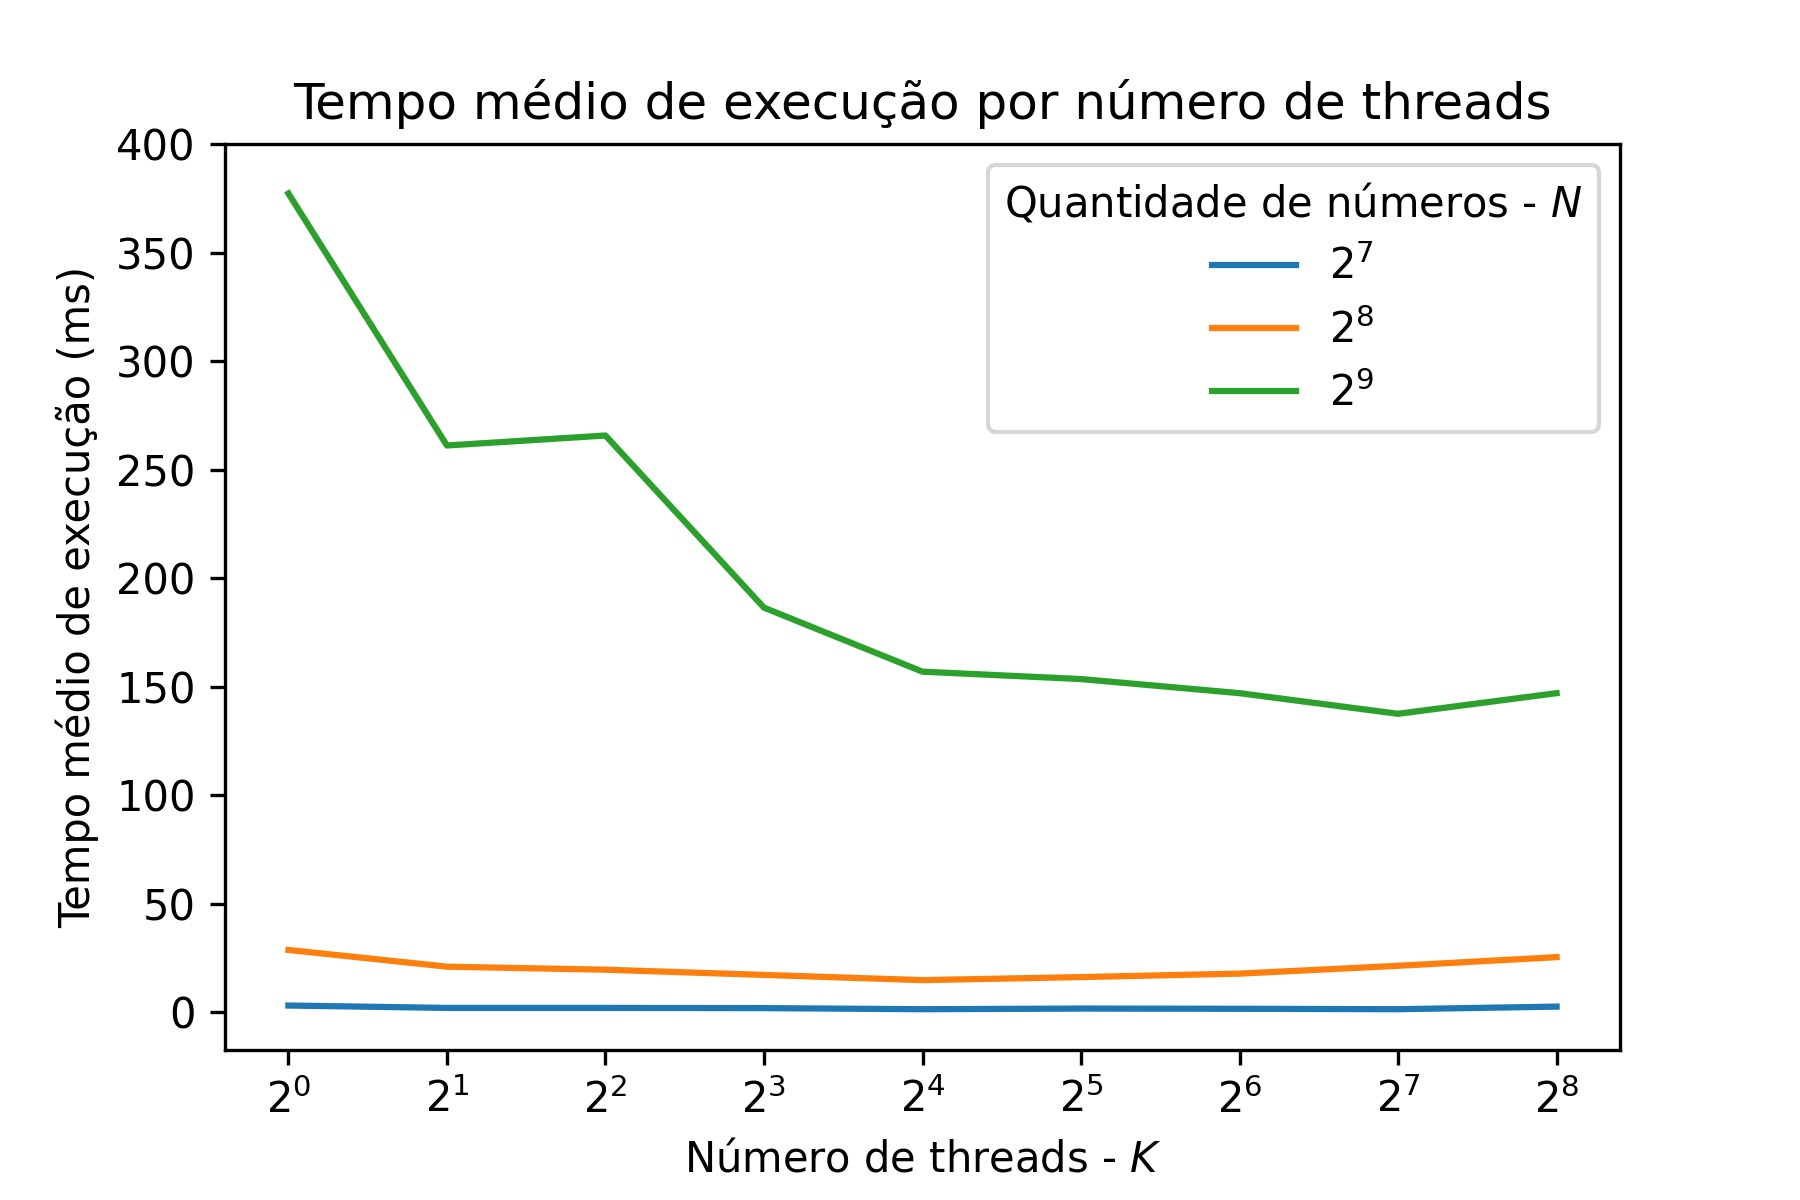 Tempo médio de execução por número de threads
Quantidade de números - N
2⁷
2⁸
2⁹
Tempo médio de execução (ms)
400
350
300
250
200
150
100
50
0
2⁰ 2¹ 2² 2³ 2⁴ 2⁵ 2⁶ 2⁷ 2⁸
Número de threads - K